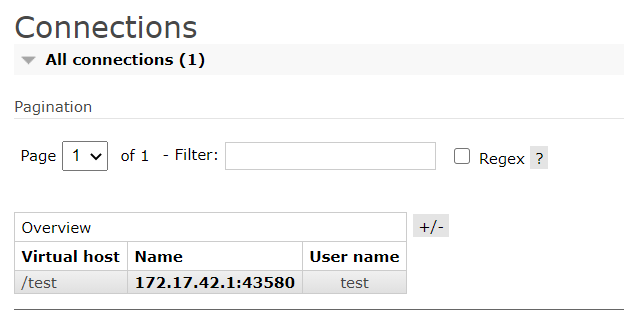 Connections
All connections (1)
Pagination
Page 1 of 1 - Filter: Regex ?
Overview +/-
Virtual host Name User name
/test 172.17.42.1:43580 test